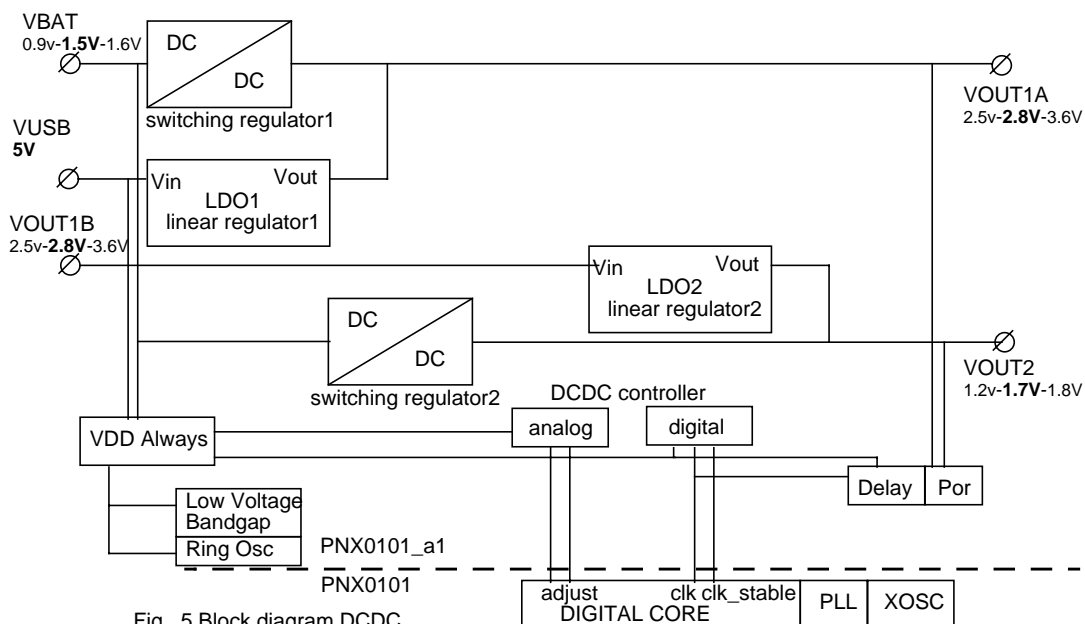 VBAT
0.9v-1.5V-1.6V
DC
DC
switching regulator1
VOUT1A
2.5v-2.8V-3.6V
VUSB
5V
Vin
Vout
LDO1
linear regulator1
VOUT1B
2.5v-2.8V-3.6V
Vin
Vout
LDO2
linear regulator2
DC
DC
switching regulator2
VOUT2
1.2v-1.7V-1.8V
DCDC controller
analog
digital
VDD Always
Delay
Por
Low Voltage
Bandgap
Ring Osc
PNX0101_a1
PNX0101
adjust
clk clk_stable
DIGITAL CORE
PLL
XOSC
Fig. 5 Block diagram DCDC